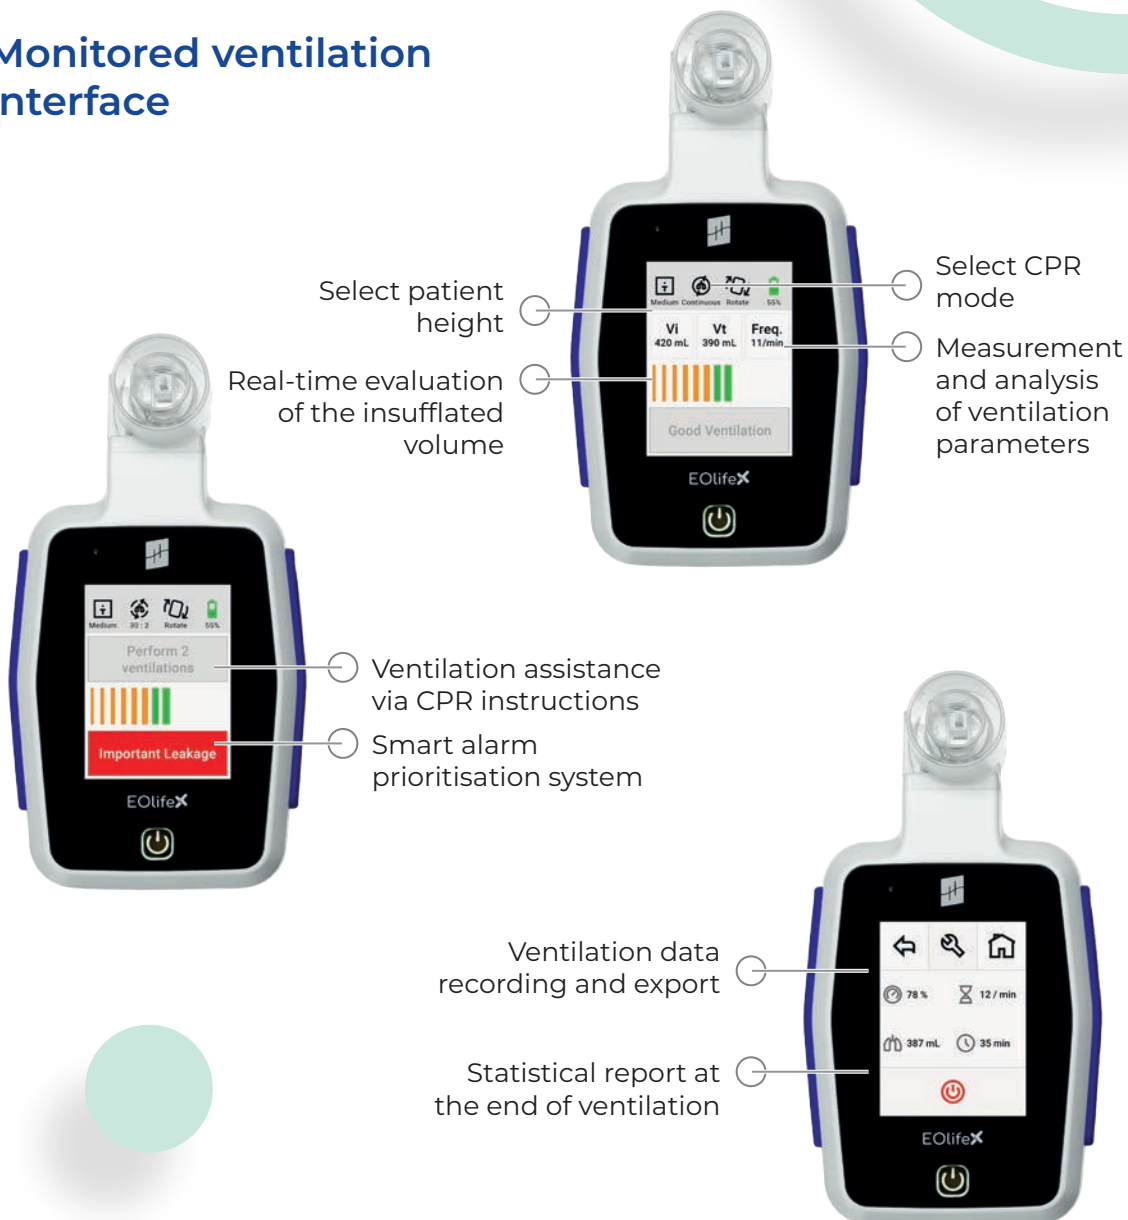 Monitored ventilation
interface
Select patient
height
Real-time evaluation
of the insufflated
volume
Medium Continuous Rotate 55%
Vi Vt Freq.
420 mL 390 mL 11/min
Good Ventilation
EOlifeX
Select CPR
mode
Measurement
and analysis
of ventilation
parameters
Medium 30 : 2 Rotate 55%
Perform 2
ventilations
Important Leakage
EOlifeX
Ventilation assistance
via CPR instructions
Smart alarm
prioritisation system
Ventilation data
recording and export
Statistical report at
the end of ventilation
78 % 12 / min
387 mL 35 min
EOlifeX